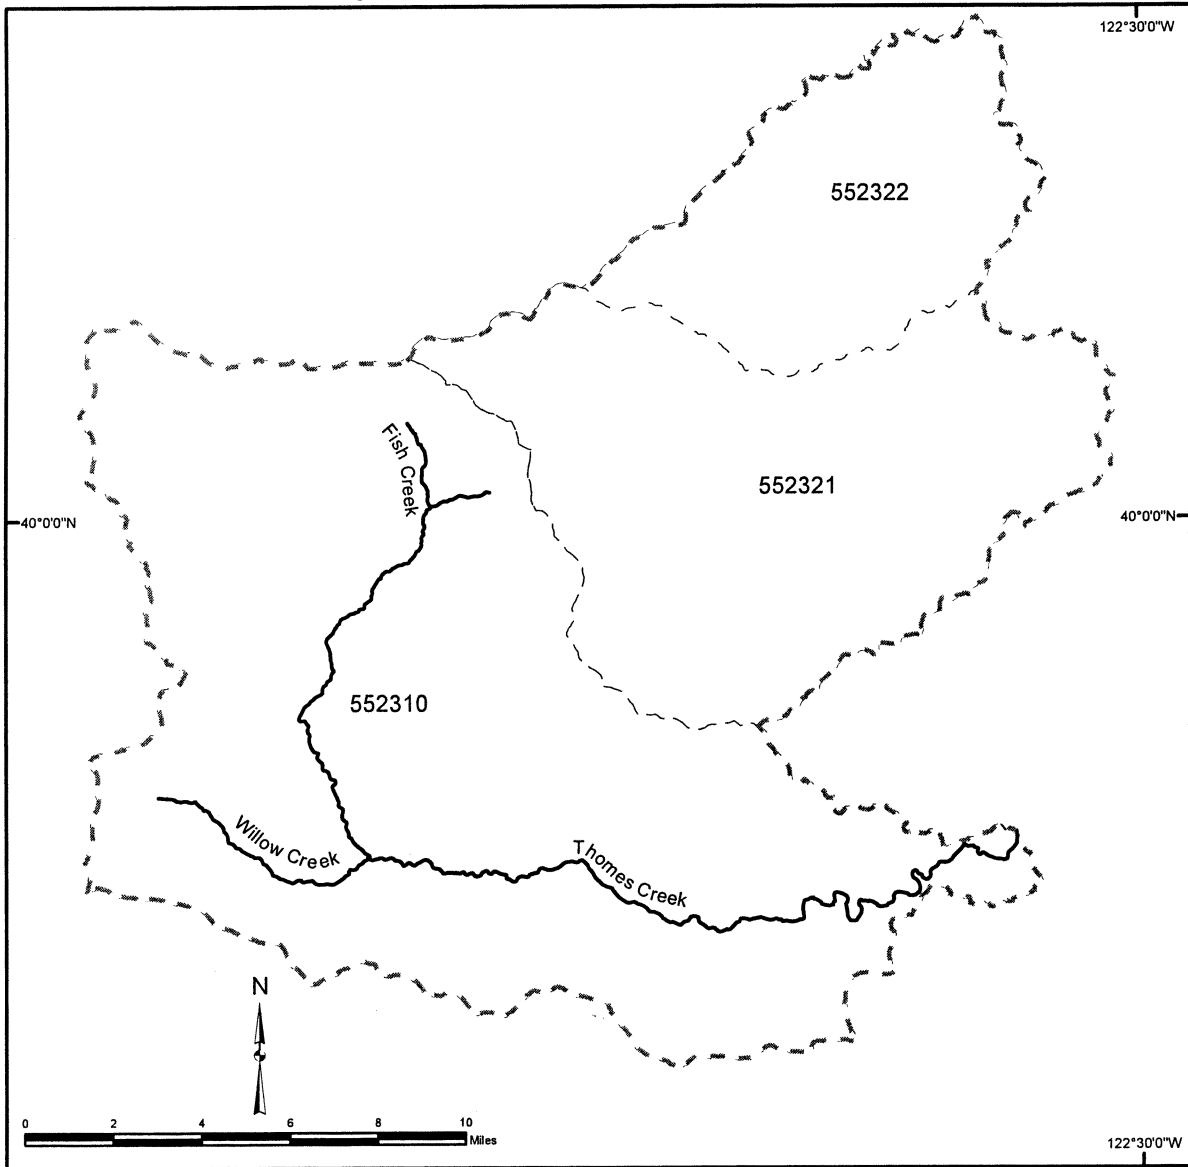 122°30'0"W
552322
Fish Creek
552321
40°0'0"N
40°0'0"N
552310
Willow Creek
Thomes Creek
N
0 2 4 6 8 10
Miles
122°30'0"W